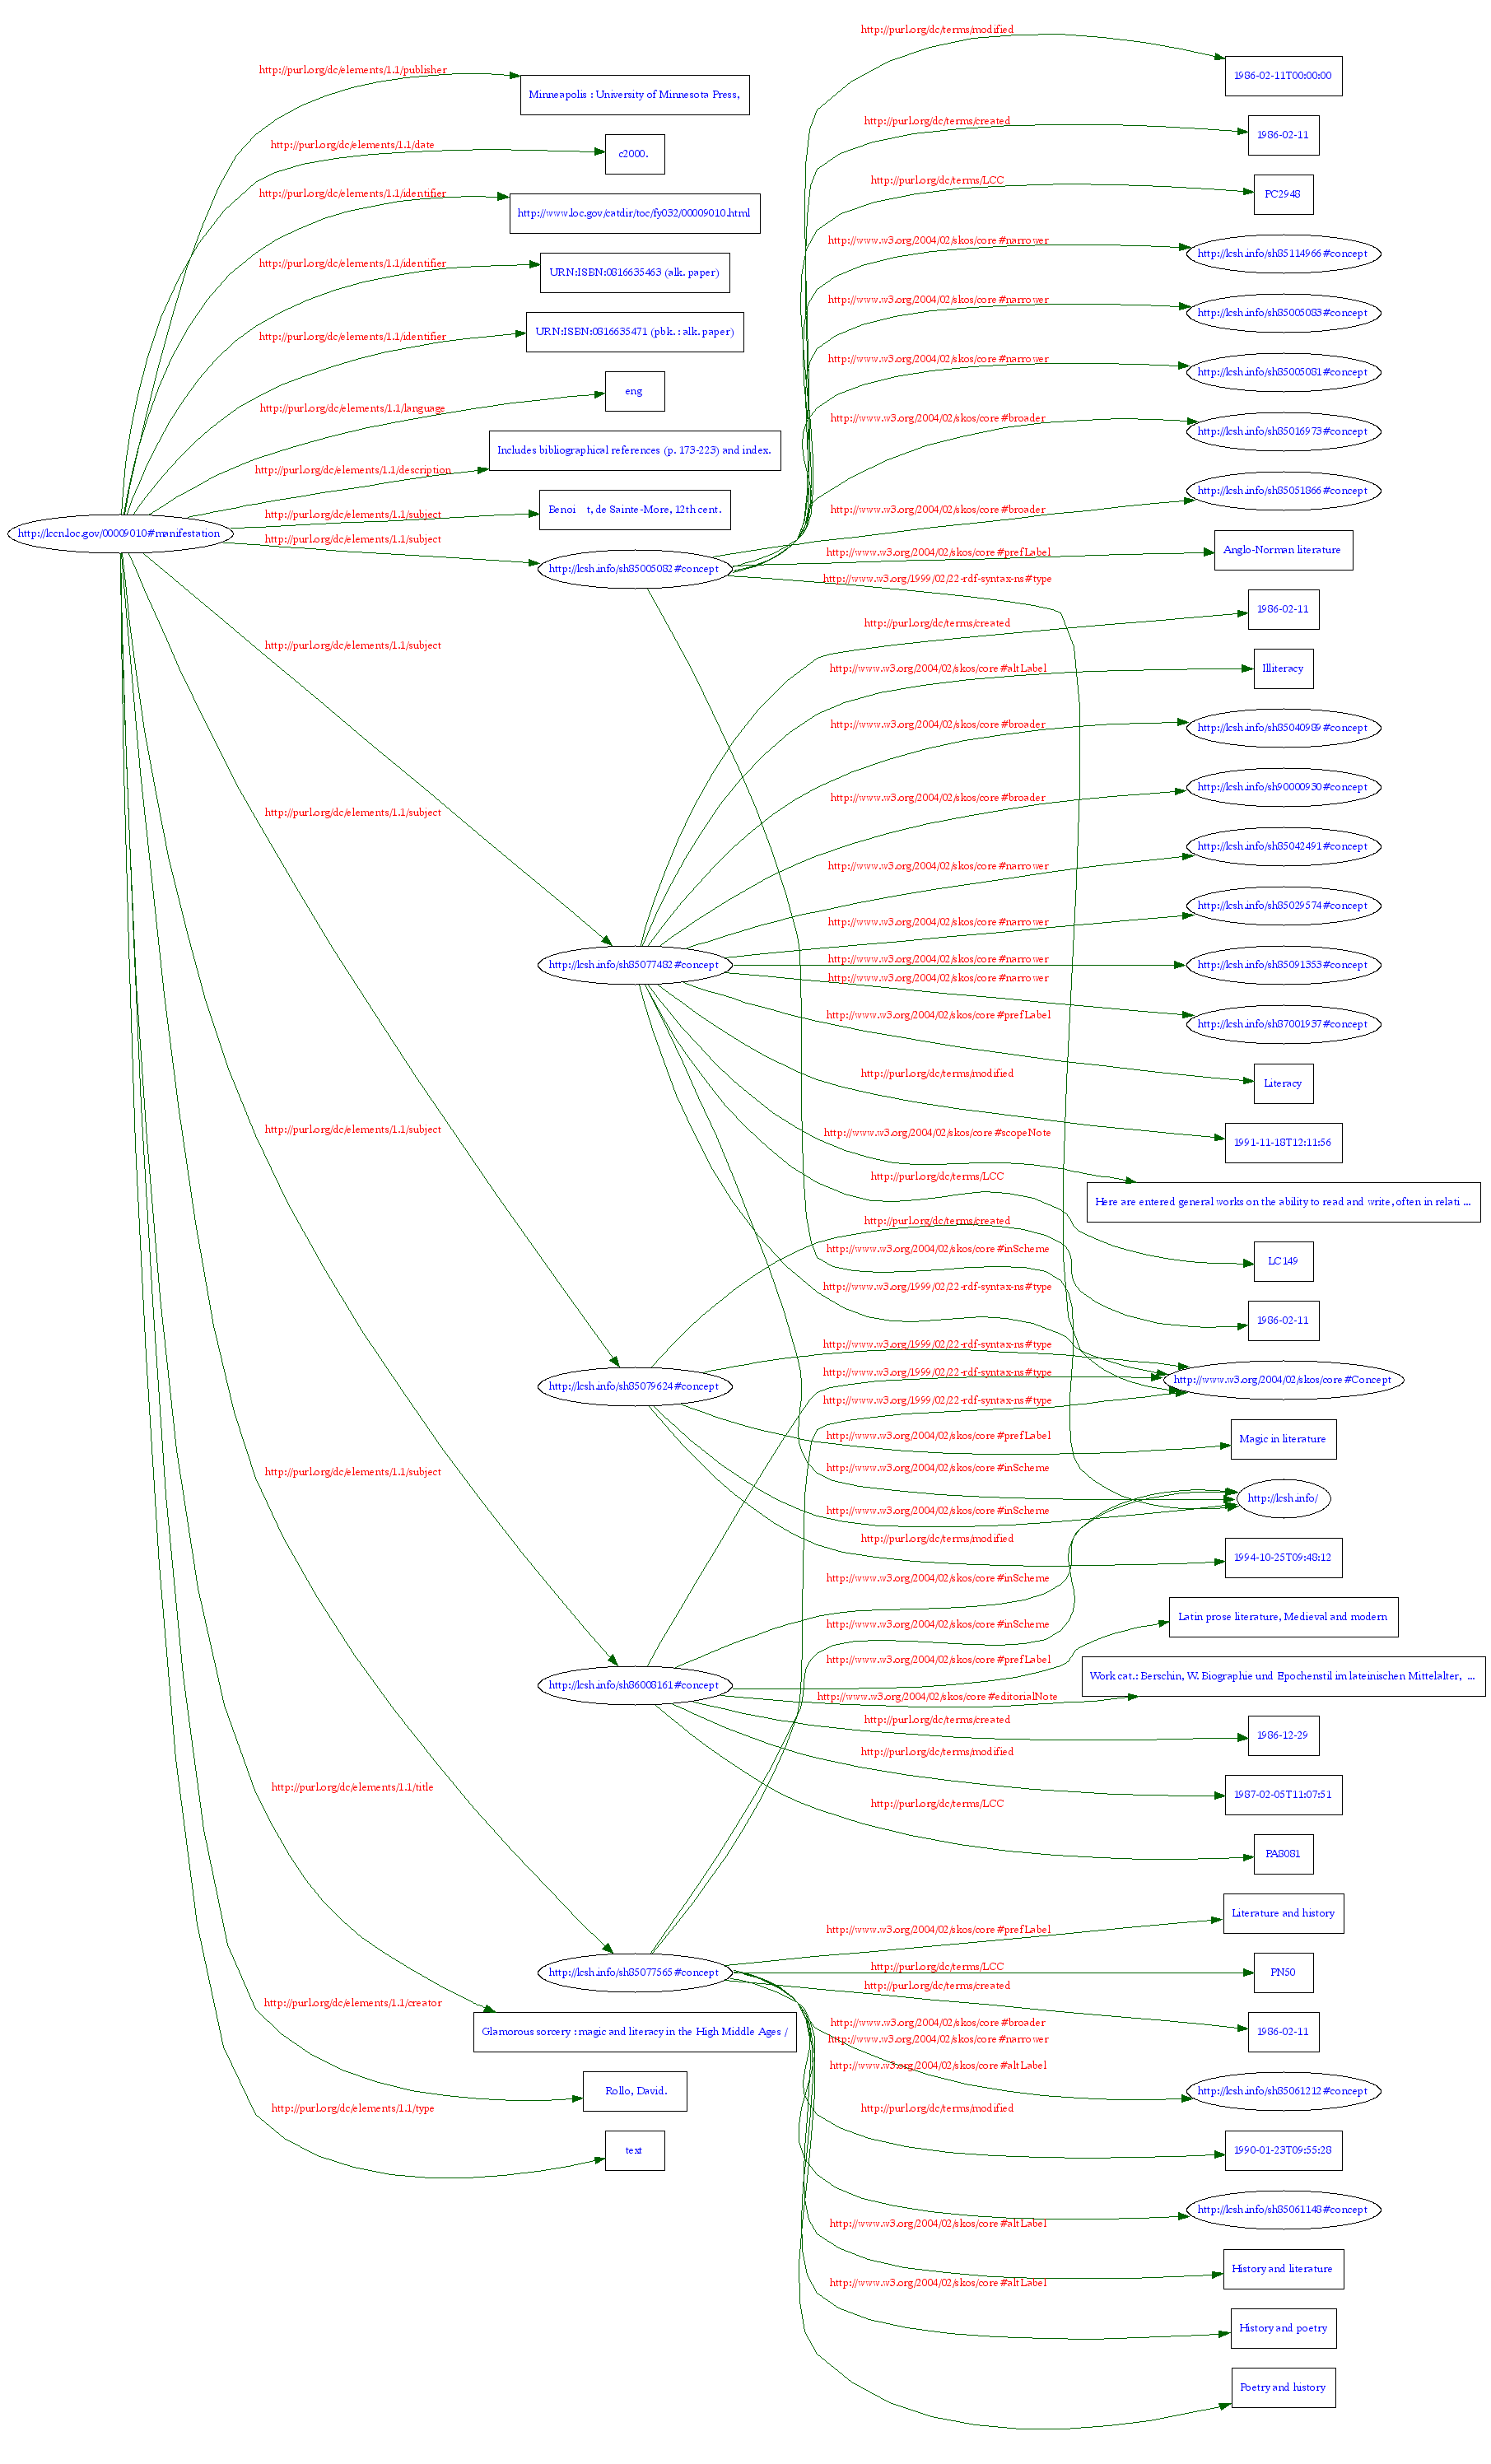 http://purl.org/dc/terms/modified
http://purl.org/dc/elements/1.1/publisher
1986-02-11T00:00:00
Minneapolis : University of Minnesota Press,
http://purl.org/dc/terms/created
1986-02-11
http://purl.org/dc/elements/1.1/date
c2000.
http://purl.org/dc/terms/LCC
http://purl.org/dc/elements/1.1/identifier
PC2948
http://www.loc.gov/catdir/toc/fy032/00009010.html
http://www.w3.org/2004/02/skos/core#narrower
http://lcsh.info/sh85114966#concept
http://purl.org/dc/elements/1.1/identifier
URN:ISBN:0816635463 (alk. paper)
http://www.w3.org/2004/02/skos/core#narrower
http://lcsh.info/sh85005083#concept
http://purl.org/dc/elements/1.1/identifier
URN:ISBN:0816635471 (pbk. : alk. paper)
http://www.w3.org/2004/02/skos/core#narrower
http://lcsh.info/sh85005081#concept
eng
http://purl.org/dc/elements/1.1/language
http://www.w3.org/2004/02/skos/core#broader
http://lcsh.info/sh85016973#concept
Includes bibliographical references (p. 173-223) and index.
http://purl.org/dc/elements/1.1/description
http://lcsh.info/sh85051866#concept
http://www.w3.org/2004/02/skos/core#broader
http://purl.org/dc/elements/1.1/subject
Benoi t, de Sainte-More, 12th cent.
http://lccn.loc.gov/00009010#manifestation
http://purl.org/dc/elements/1.1/subject
http://www.w3.org/2004/02/skos/core#prefLabel
Anglo-Norman literature
http://lcsh.info/sh85005082#concept
http://www.w3.org/1999/02/22-rdf-syntax-ns#type
1986-02-11
http://purl.org/dc/terms/created
http://purl.org/dc/elements/1.1/subject
http://www.w3.org/2004/02/skos/core#altLabel
Illiteracy
http://www.w3.org/2004/02/skos/core#broader
http://lcsh.info/sh85040989#concept
http://www.w3.org/2004/02/skos/core#broader
http://lcsh.info/sh90000930#concept
http://purl.org/dc/elements/1.1/subject
http://lcsh.info/sh85042491#concept
http://www.w3.org/2004/02/skos/core#narrower
http://lcsh.info/sh85029574#concept
http://www.w3.org/2004/02/skos/core#narrower
http://www.w3.org/2004/02/skos/core#narrower
http://lcsh.info/sh85077482#concept
http://lcsh.info/sh85091353#concept
http://www.w3.org/2004/02/skos/core#narrower
http://www.w3.org/2004/02/skos/core#prefLabel
http://lcsh.info/sh87001937#concept
http://purl.org/dc/terms/modified
Literacy
http://purl.org/dc/elements/1.1/subject
http://www.w3.org/2004/02/skos/core#scopeNote
1991-11-18T12:11:56
http://purl.org/dc/terms/LCC
Here are entered general works on the ability to read and write, often in relati ...
http://purl.org/dc/terms/created
http://www.w3.org/2004/02/skos/core#inScheme
LC149
http://www.w3.org/1999/02/22-rdf-syntax-ns#type
1986-02-11
http://www.w3.org/1999/02/22-rdf-syntax-ns#type
http://www.w3.org/1999/02/22-rdf-syntax-ns#type
http://www.w3.org/2004/02/skos/core#Concept
http://lcsh.info/sh85079624#concept
http://www.w3.org/1999/02/22-rdf-syntax-ns#type
http://www.w3.org/2004/02/skos/core#prefLabel
Magic in literature
http://www.w3.org/2004/02/skos/core#inScheme
http://purl.org/dc/elements/1.1/subject
http://lcsh.info/
http://www.w3.org/2004/02/skos/core#inScheme
http://purl.org/dc/terms/modified
1994-10-25T09:48:12
http://www.w3.org/2004/02/skos/core#inScheme
Latin prose literature, Medieval and modern
http://www.w3.org/2004/02/skos/core#inScheme
http://www.w3.org/2004/02/skos/core#prefLabel
Work cat.: Berschin, W. Biographie und Epochenstil im lateinischen Mittelalter, ...
http://lcsh.info/sh86008161#concept
http://www.w3.org/2004/02/skos/core#editorialNote
http://purl.org/dc/terms/created
1986-12-29
http://purl.org/dc/terms/modified
http://purl.org/dc/elements/1.1/title
1987-02-05T11:07:51
http://purl.org/dc/terms/LCC
PA8081
Literature and history
http://www.w3.org/2004/02/skos/core#prefLabel
http://purl.org/dc/terms/LCC
http://lcsh.info/sh85077565#concept
PN50
http://purl.org/dc/terms/created
http://purl.org/dc/elements/1.1/creator
http://www.w3.org/2004/02/skos/core#broader
Glamorous sorcery : magic and literacy in the High Middle Ages /
1986-02-11
http://www.w3.org/2004/02/skos/core#narrower
http://www.w3.org/2004/02/skos/core#altLabel
Rollo, David.
http://lcsh.info/sh85061212#concept
http://purl.org/dc/elements/1.1/type
http://purl.org/dc/terms/modified
text
1990-01-23T09:55:28
http://lcsh.info/sh85061148#concept
http://www.w3.org/2004/02/skos/core#altLabel
History and literature
http://www.w3.org/2004/02/skos/core#altLabel
History and poetry
Poetry and history